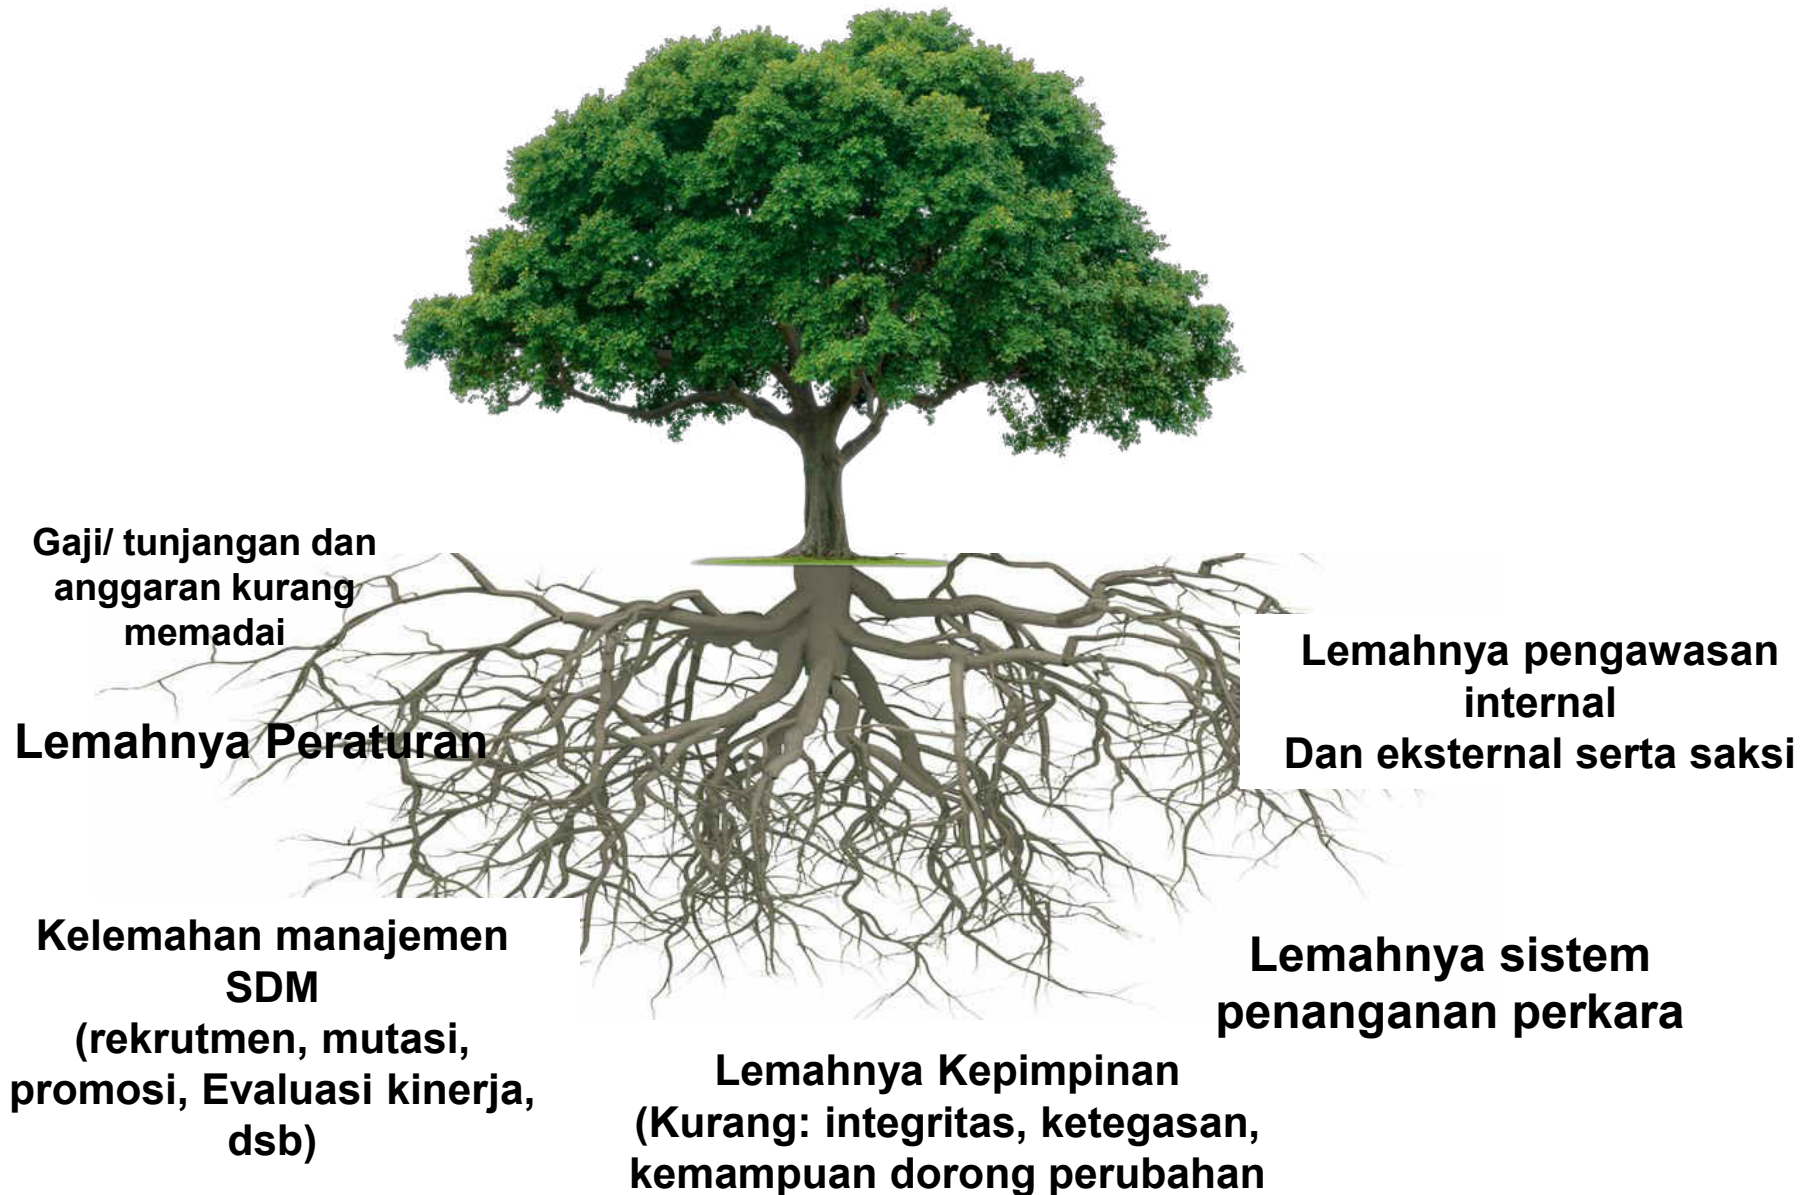 Gaji/ tunjangan dan
anggaran kurang
memadai
Lemahnya Peraturan
Kelemahan manajemen
SDM
(rekrutmen, mutasi,
promosi, Evaluasi kinerja,
dsb)
Lemahnya Kepimpinan
(Kurang: integritas, ketegasan,
kemampuan dorong perubahan
Lemahnya sistem
penanganan perkara
Lemahnya pengawasan
internal
Dan eksternal serta saksi